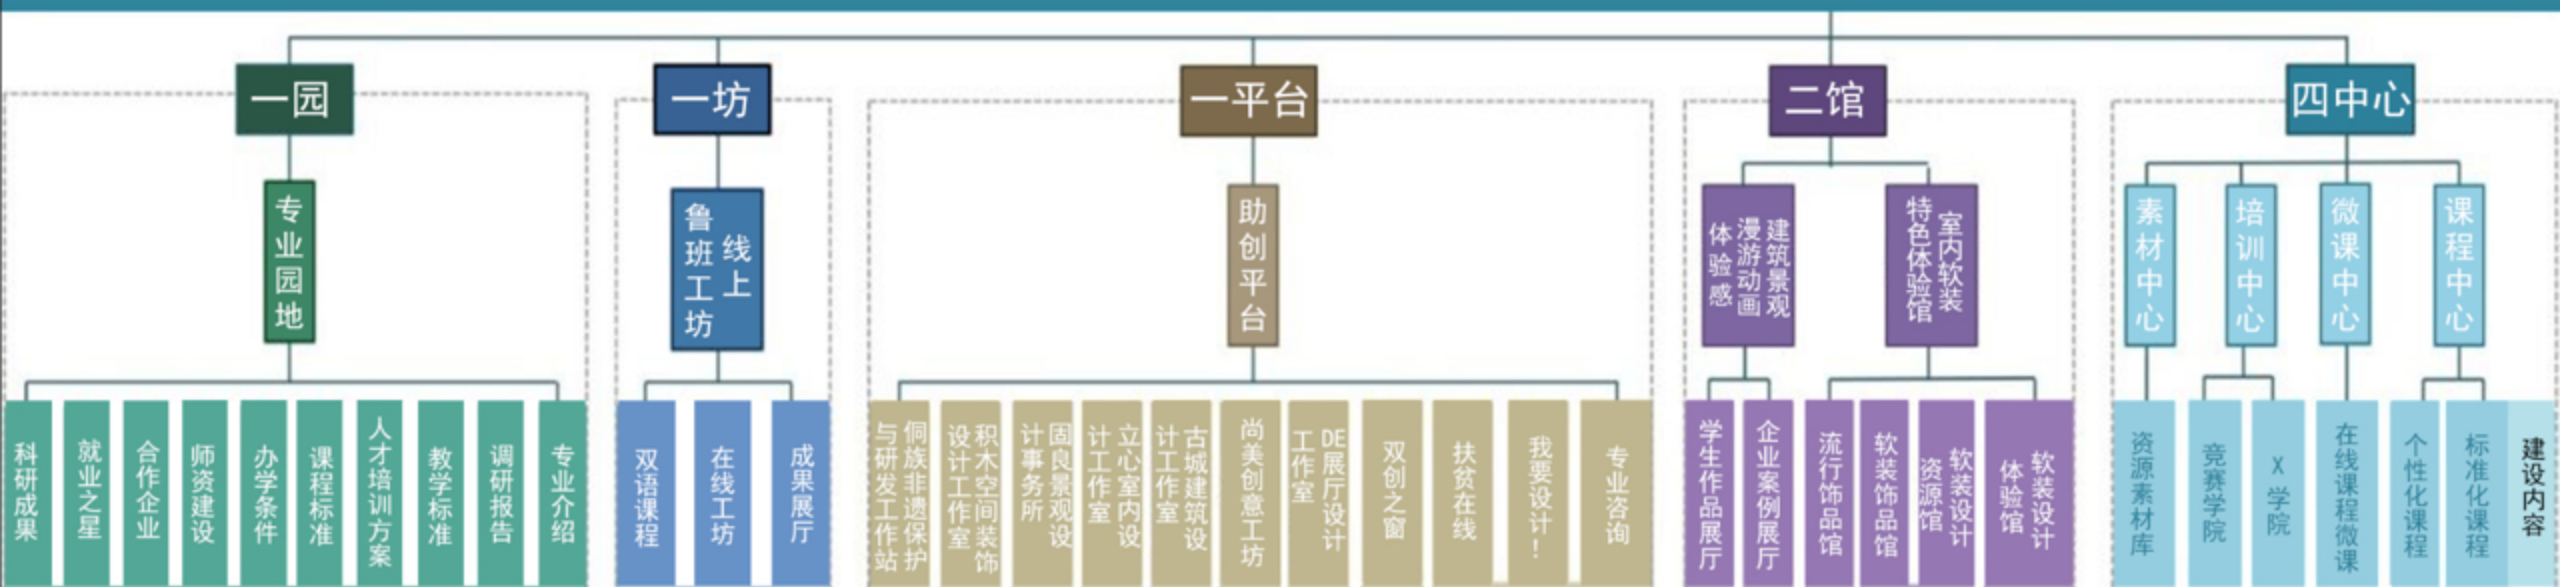 一园
一坊
一平台
二馆
四中心
专业园地
线上
鲁班工坊
助创平台
建筑景观
漫游动画
体验感
室内软装
特色体验馆
素材中心
培训中心
微课中心
课程中心
科研成果
就业之星
合作企业
师资建设
办学条件
课程标准
人才培训方案
教学标准
调研报告
专业介绍
双语课程
在线工坊
成果展厅
侗族非遗保护
与研发工作站
积木空间装饰
设计工作室
固良景观设
计事务所
立心室内设
计工作室
古城建筑设
计工作室
尚美创意工坊
DE展厅设计
工作室
双创之窗
扶贫在线
我要设计!
专业咨询
学生作品展厅
企业案例展厅
流行饰品馆
软装饰品馆
软装设计
资源馆
软装设计
体验馆
资源素材库
竞赛学院
X学院
在线课程微课
个性化课程
标准化课程
建设内容